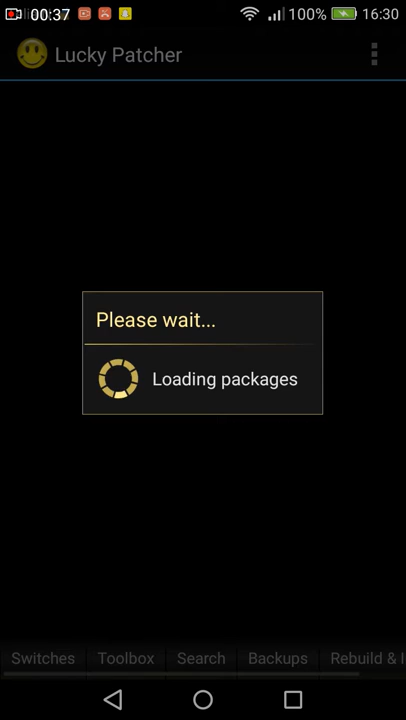 00:37
100%
16:30
Lucky Patcher
Please wait...
Loading packages
Switches
Toolbox
Search
Backups
Rebuild & I